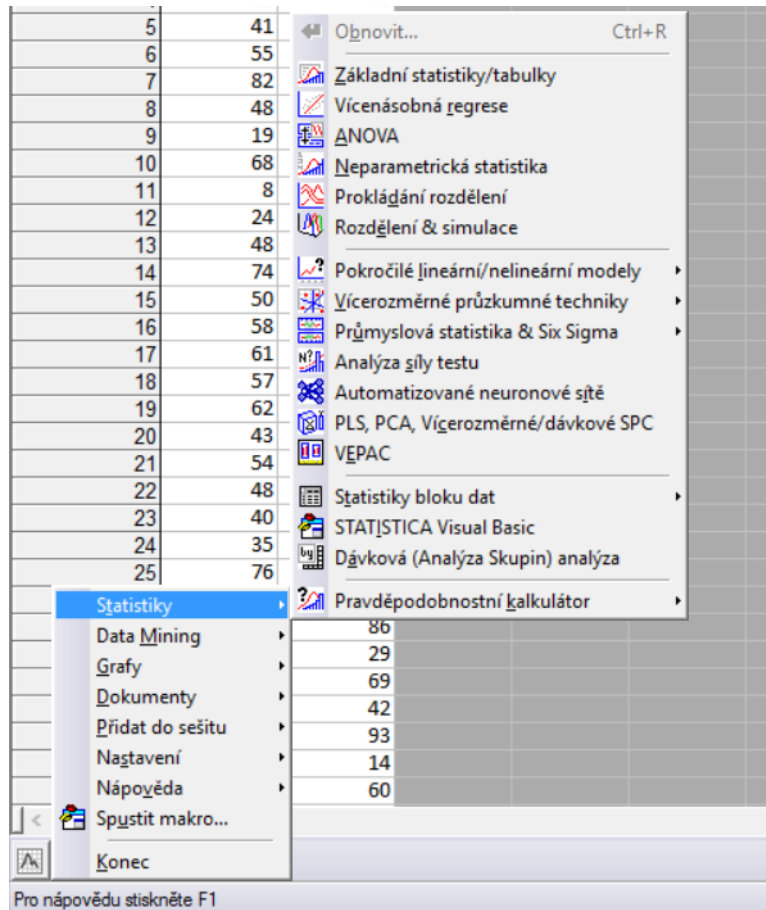 5 41
6 55
7 82
8 48
9 19
10 68
11 8
12 24
13 48
14 74
15 50
16 58
17 61
18 57
19 62
20 43
21 54
22 48
23 40
24 35
25 76
Obnovit... Ctrl+R
Základní statistiky/tabulky
Vícenásobná regrese
ANOVA
Neparametrická statistika
Prokládání rozdělení
Rozdělení & simulace
Pokročilé lineární/nelineární modely
Vícerozměrné průzkumné techniky
Průmyslová statistika & Six Sigma
Analýza síly testu
Automatizované neuronové sítě
PLS, PCA, Vícerozměrné/dávkové SPC
VEPAC
Statistiky bloku dat
STATISTICA Visual Basic
Dávková (Analýza Skupin) analýza
Pravděpodobnostní kalkulátor
Statistiky
Data Mining
Grafy
Dokumenty
Přidat do sešitu
Nastavení
Nápověda
Spustit makro...
Konec
86
29
69
42
93
14
60
Pro nápovědu stiskněte F1